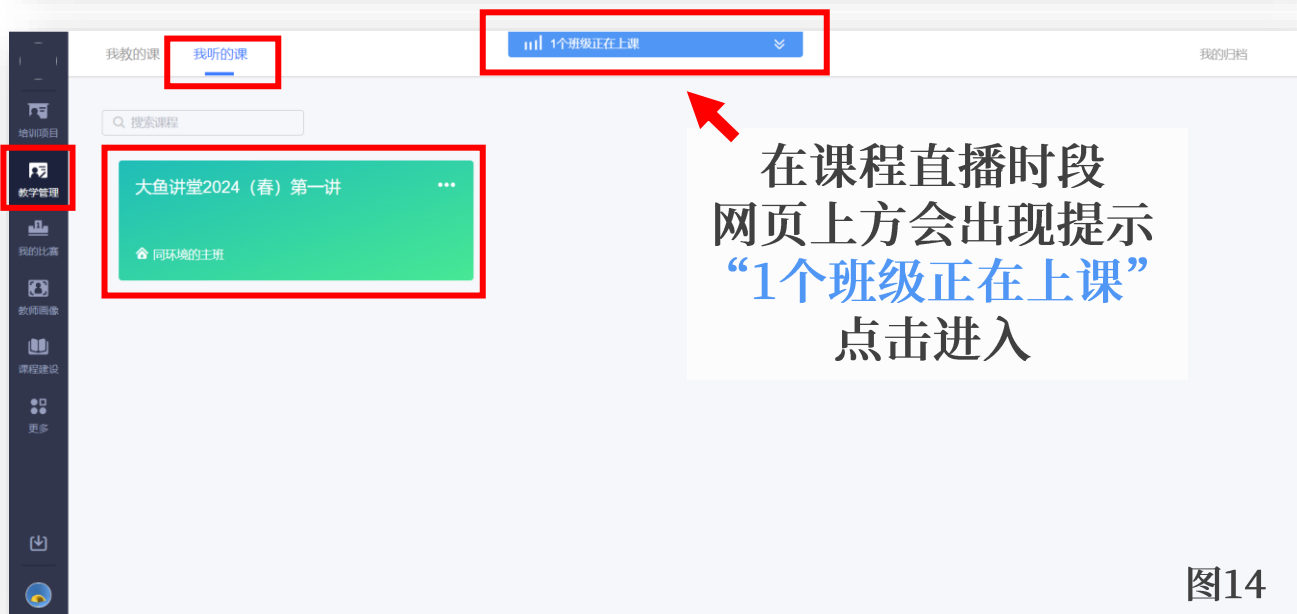 我教的课
我听的课
1个班级正在上课
我的归档
培训项目
教学管理
我的比赛
教师画像
课程建设
更多
搜索课程
大鱼讲堂2024（春）第一讲
同环境的主班
在课程直播时段
网页上方会出现提示
“1个班级正在上课”
点击进入
图14